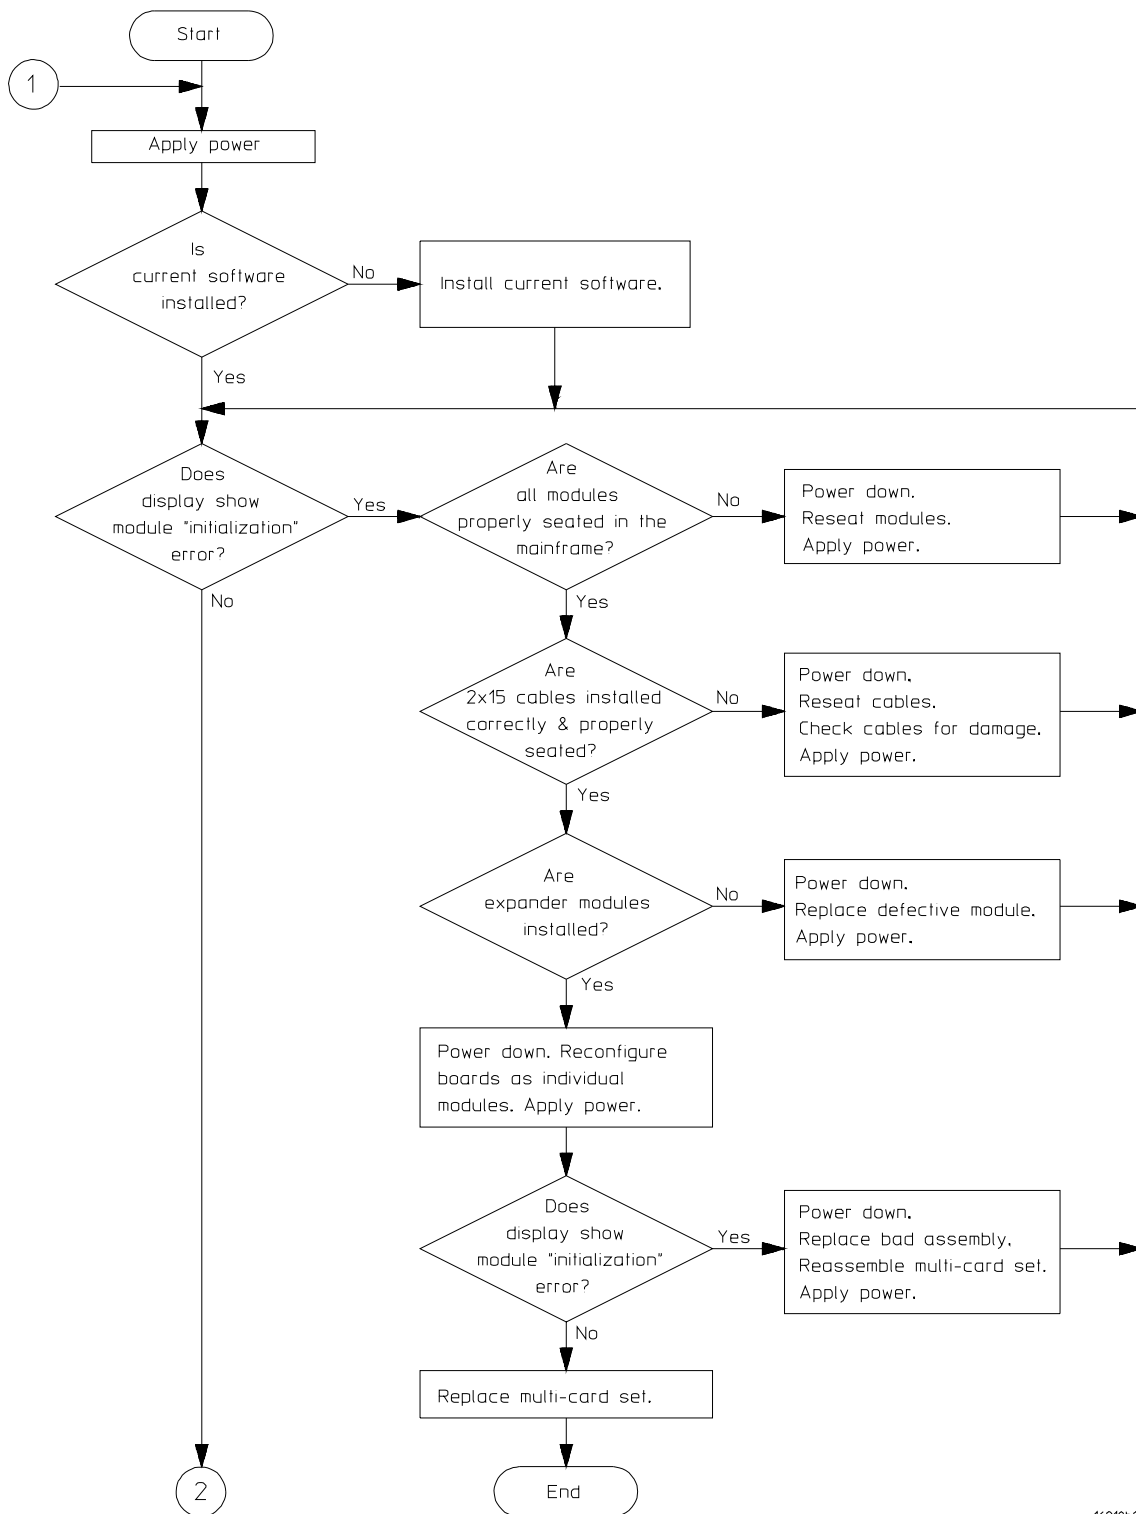 Start
1
Apply power
Is
current software
installed?
No
Install current software.
Yes
Does
display show
module "initialization"
error?
Yes
Are
all modules
properly seated in the
mainframe?
No
Power down.
Reseat modules.
Apply power.
No
Yes
Are
2x15 cables installed
correctly & properly
seated?
No
Power down.
Reseat cables.
Check cables for damage.
Apply power.
Yes
Are
expander modules
installed?
No
Power down.
Replace defective module.
Apply power.
Yes
Power down. Reconfigure
boards as individual
modules. Apply power.
Does
display show
module "initialization"
error?
Yes
Power down.
Replace bad assembly.
Reassemble multi-card set.
Apply power.
No
Replace multi-card set.
2
End